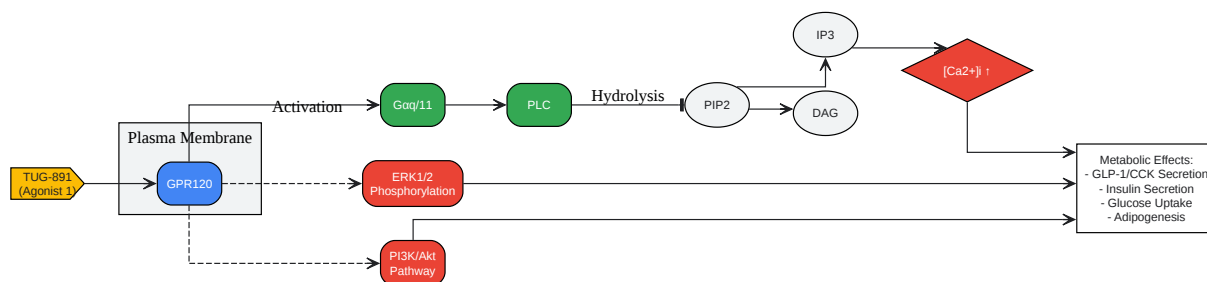 IP3
[Ca2+]i ↑
Activation
Gαq/11
PLC
Hydrolysis
PIP2
DAG
Plasma Membrane
TUG-891
(Agonist 1)
GPR120
ERK1/2
Phosphorylation
Metabolic Effects:
- GLP-1/CCK Secretion
- Insulin Secretion
- Glucose Uptake
- Adipogenesis
PI3K/Akt
Pathway